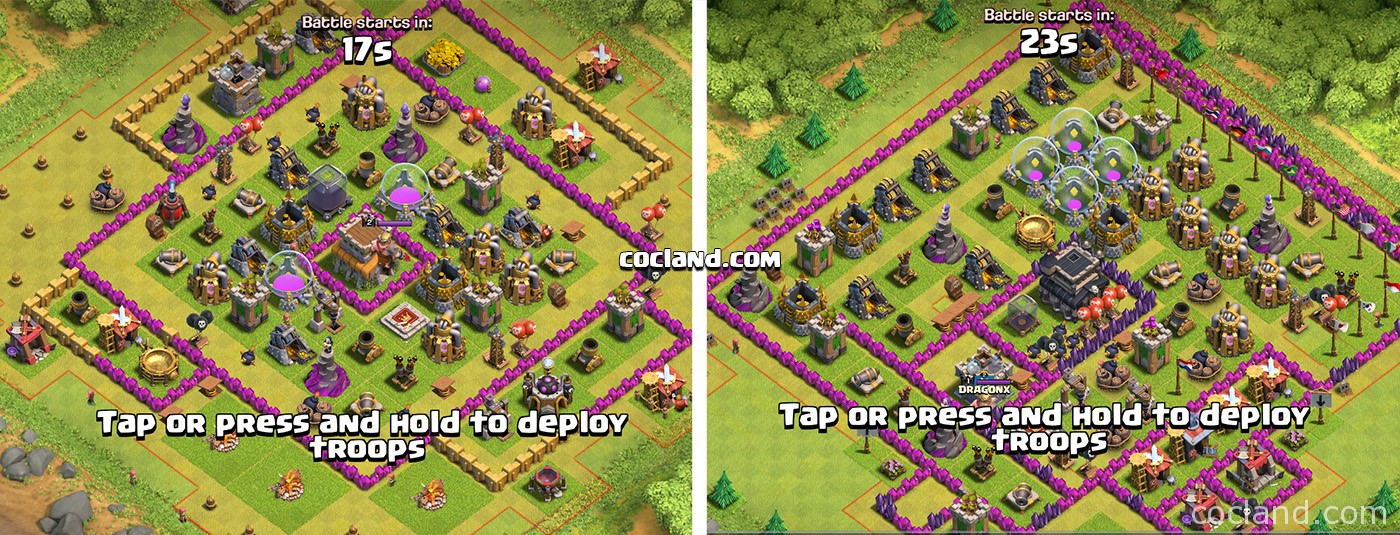 Battle starts in:
17s
Tap or press and hold to deploy
troops
cocland.com
Battle starts in:
23s
DRAGONX
Tap or press and hold to deploy
troops
cocland.com